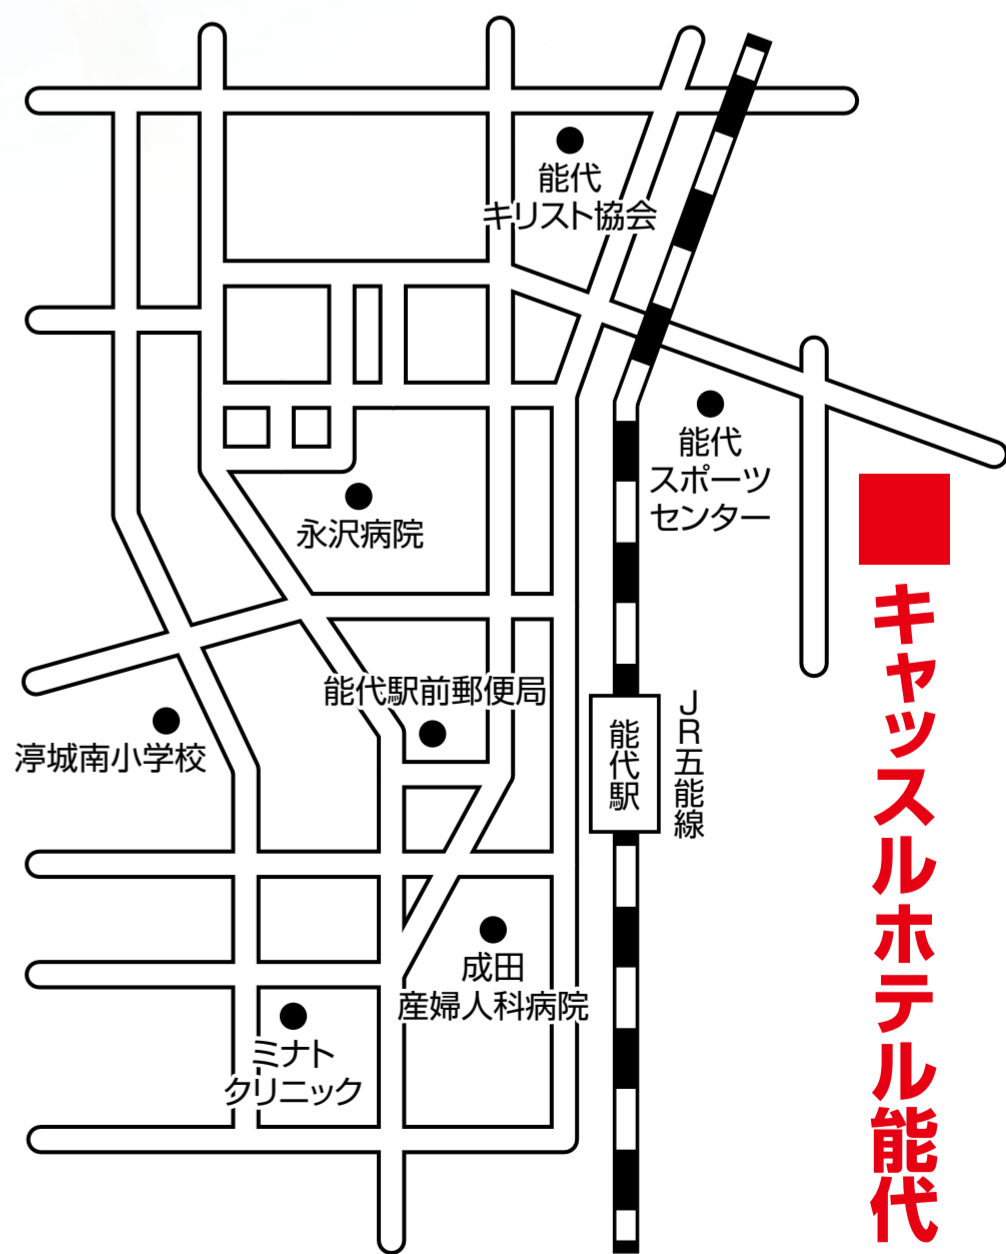 能代
キリスト協会
能代
スポーツ
センター
永沢病院
能代駅前郵便局
渟城南小学校
能代駅
JR五能線
成田
産婦人科病院
ミナト
クリニック
キャッスルホテル能代